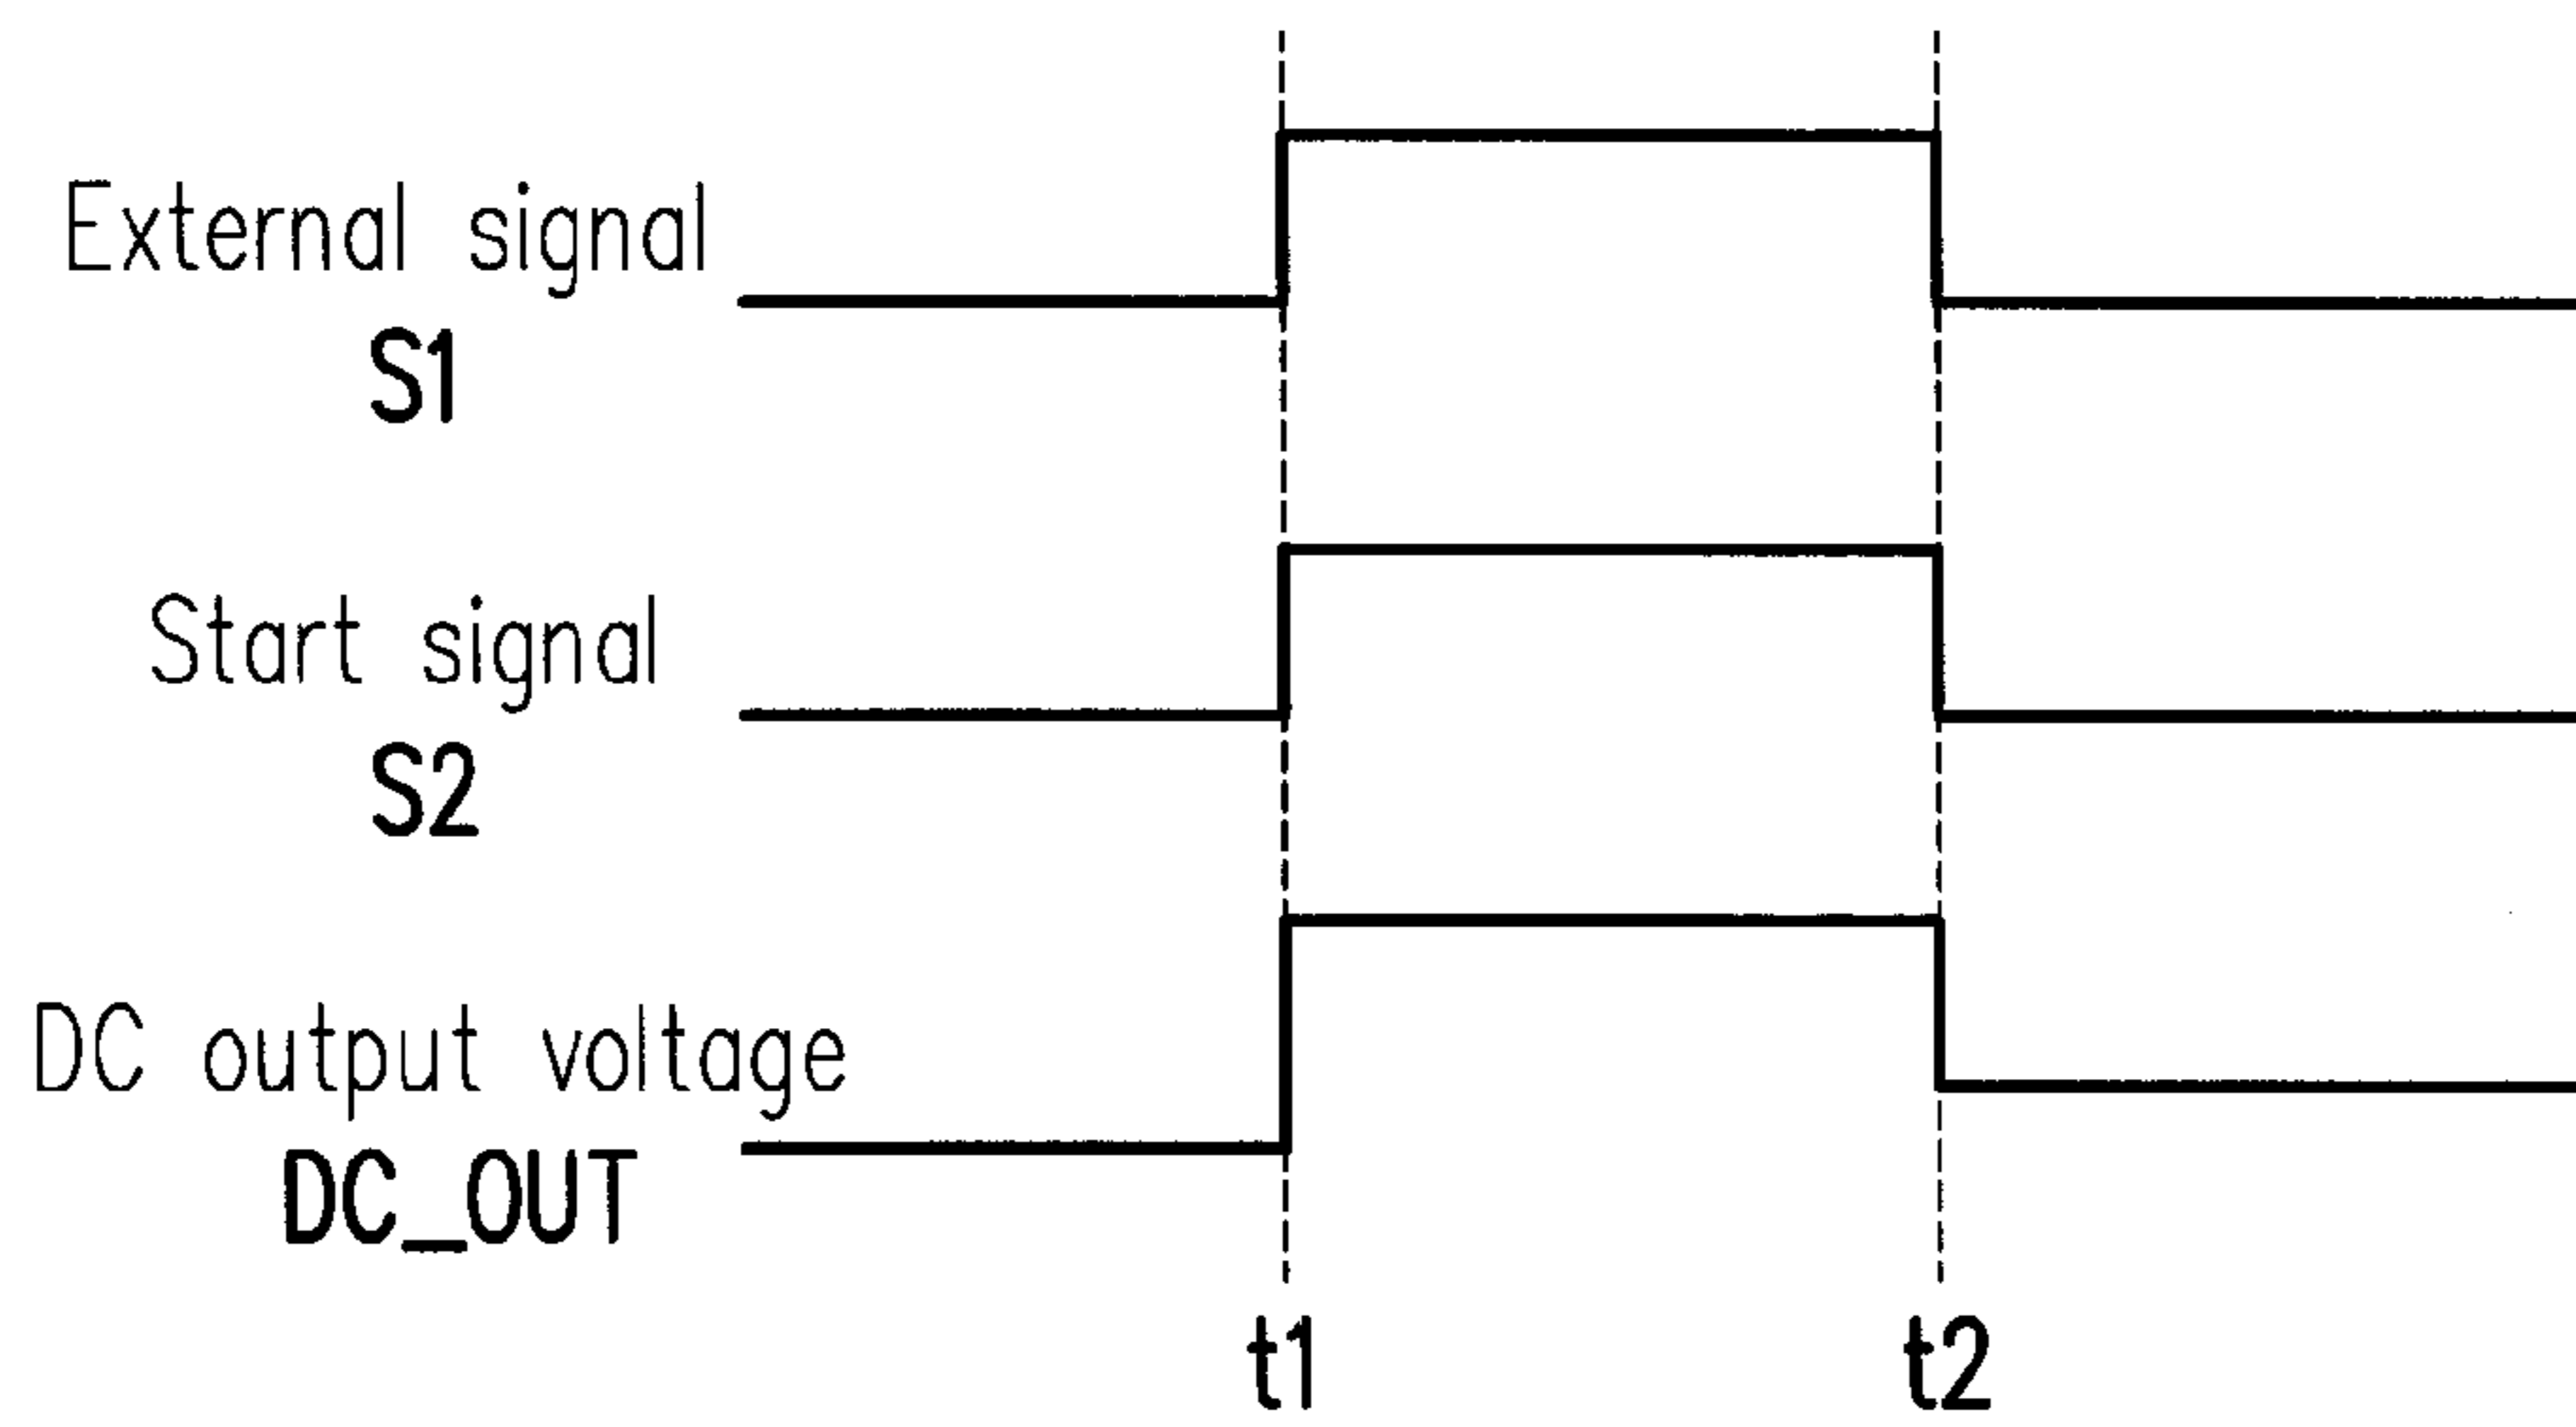 External signal
S1
Start signal
S2
DC output voltage
DC_OUT
t1 t2